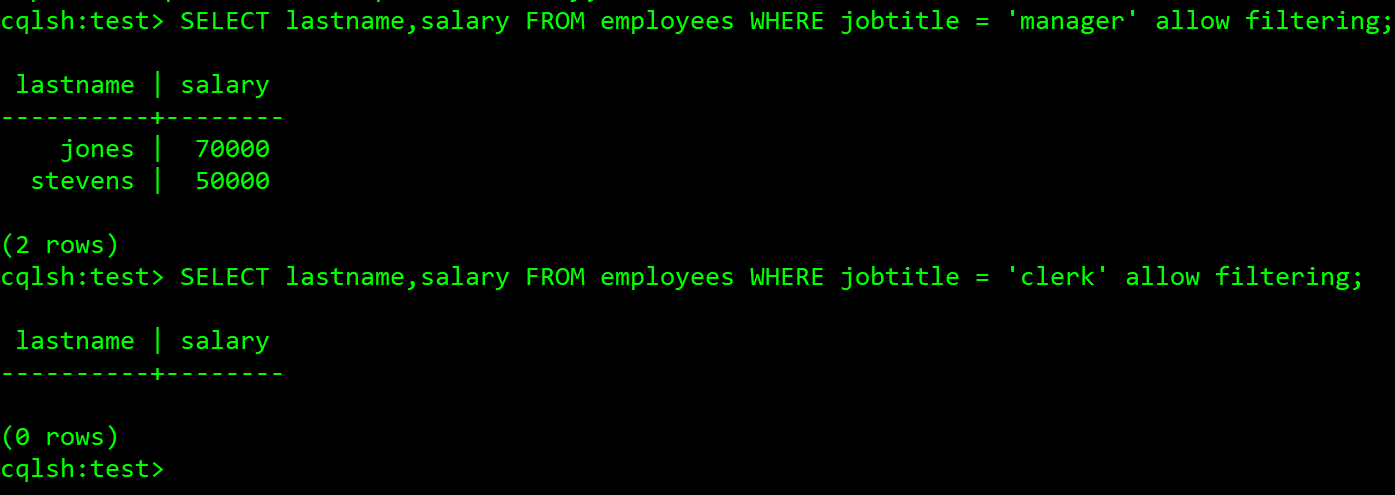 cqlsh:test> SELECT lastname,salary FROM employees WHERE jobtitle = 'manager' allow filtering;
 lastname | salary
----------+--------
    jones |  70000
  stevens |  50000
(2 rows)
cqlsh:test> SELECT lastname,salary FROM employees WHERE jobtitle = 'clerk' allow filtering;
 lastname | salary
----------+--------
(0 rows)
cqlsh:test>